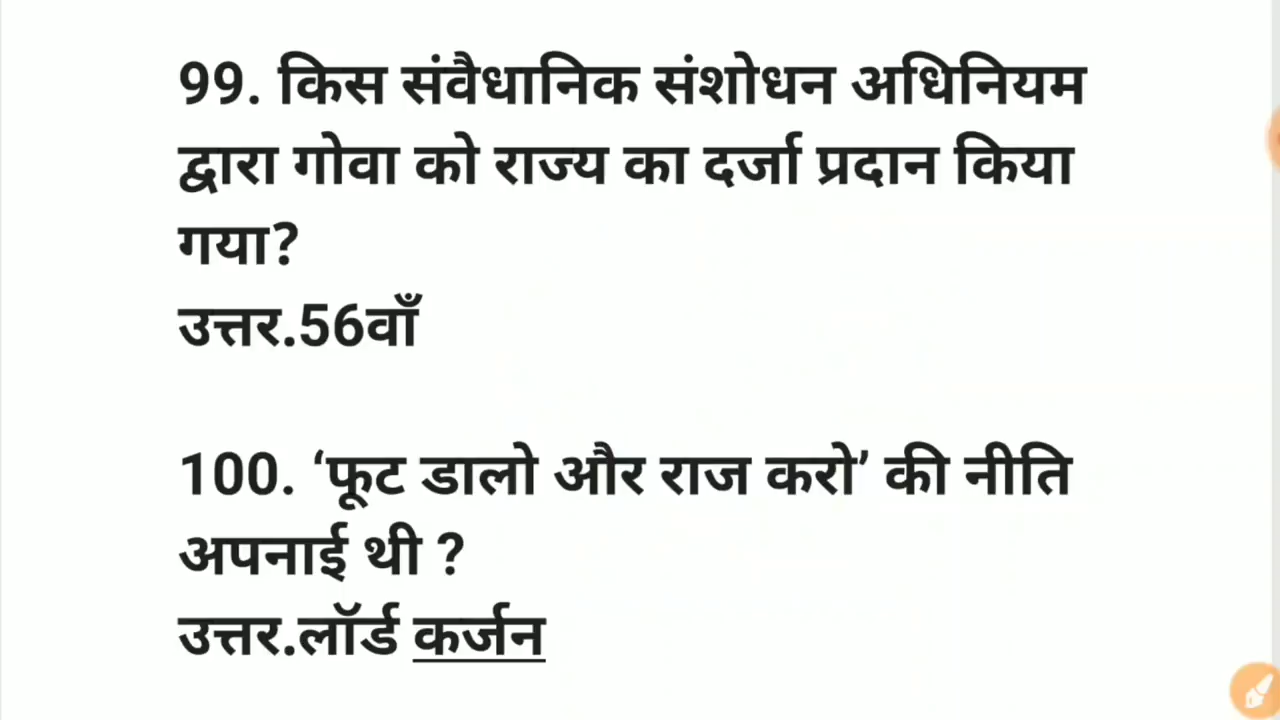 99. किस संवैधानिक संशोधन अधिनियम
द्वारा गोवा को राज्य का दर्जा प्रदान किया
गया?
उत्तर.56वाँ
100. ‘फूट डालो और राज करो’ की नीति
अपनाई थी ?
उत्तर.लॉर्ड कर्जन